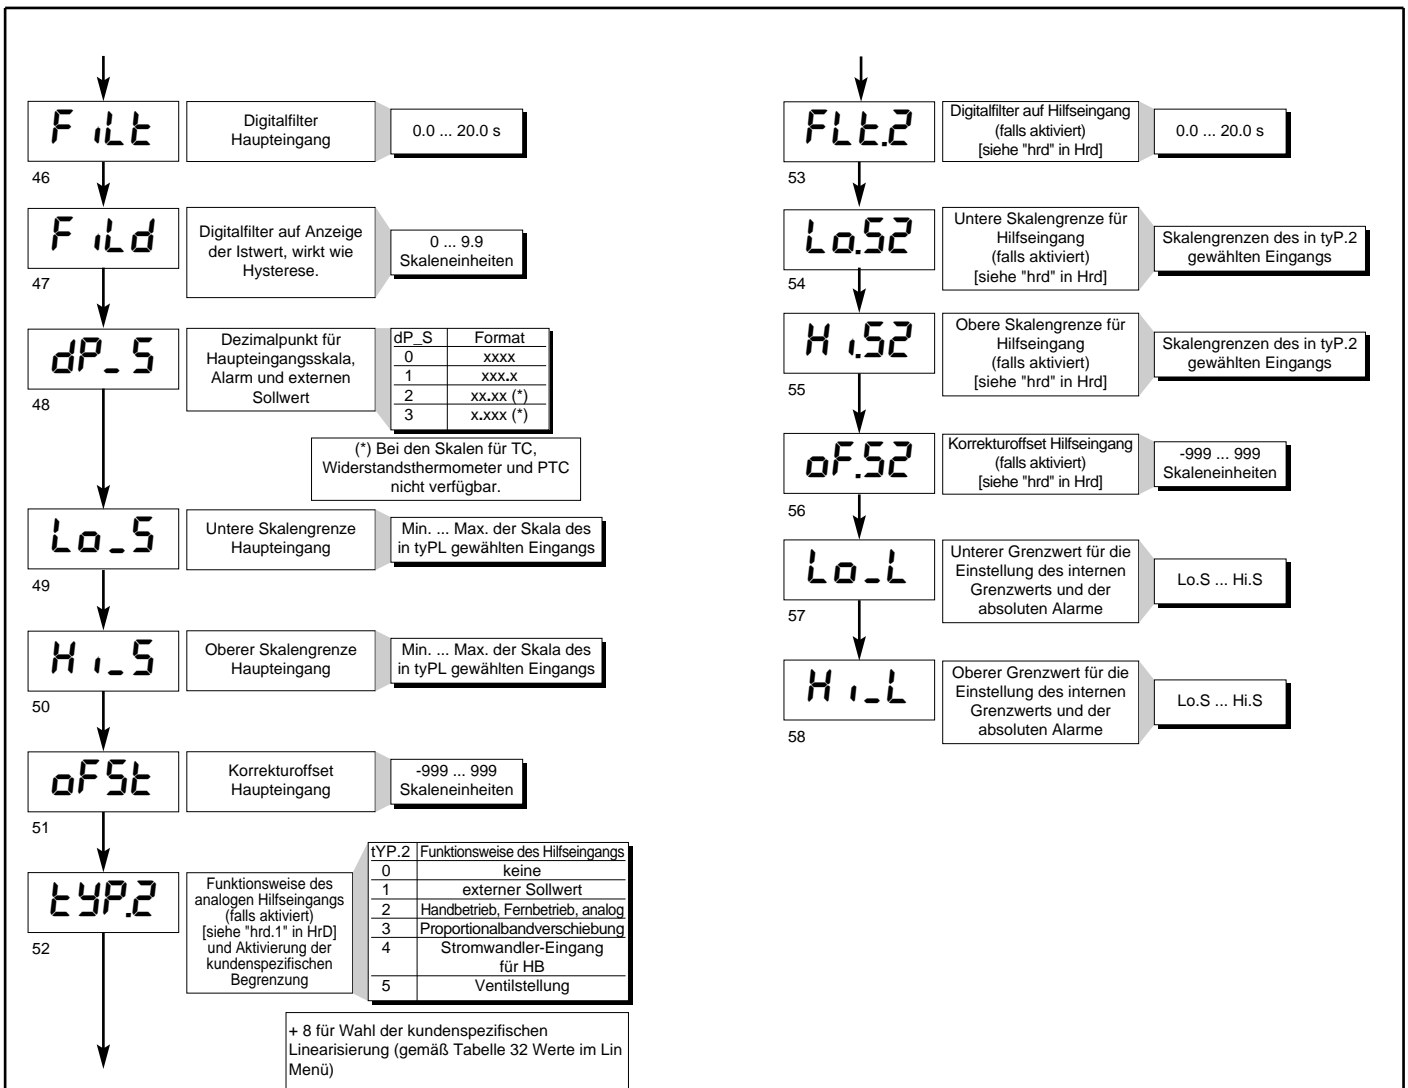 FiLt
Digitalfilter
Haupteingang
0.0 ... 20.0 s
46
FiLd
Digitalfilter auf Anzeige
der Istwert, wirkt wie
Hysterese.
0 ... 9.9
Skaleneinheiten
47
dP_S
Dezimalpunkt für
Haupteingangsskala,
Alarm und externen
Sollwert
dP_S Format
0 xxxx
1 xxx.x
2 xx.xx (*)
3 x.xxx (*)
48
(*) Bei den Skalen für TC,
Widerstandsthermometer und PTC
nicht verfügbar.
Lo_S
Untere Skalengrenze
Haupteingang
Min. ... Max. der Skala des
in tyPL gewählten Eingangs
49
Hi_S
Oberer Skalengrenze
Haupteingang
Min. ... Max. der Skala des
in tyPL gewählten Eingangs
50
oFSt
Korrekturoffset
Haupteingang
-999 ... 999
Skaleneinheiten
51
tYP.2
Funktionsweise des
analogen Hilfseingangs
(falls aktiviert)
[siehe "hrd.1" in HrD]
und Aktivierung der
kundenspezifischen
Begrenzung
tYP.2 Funktionsweise des Hilfseingangs
0 keine
1 externer Sollwert
2 Handbetrieb, Fernbetrieb, analog
3 Proportionalbandverschiebung
4 Stromwandler-Eingang
für HB
5 Ventilstellung
52
+ 8 für Wahl der kundenspezifischen
Linearisierung (gemäß Tabelle 32 Werte im Lin
Menü)
FLt.2
Digitalfilter auf Hilfseingang
(falls aktiviert)
[siehe "hrd" in Hrd]
0.0 ... 20.0 s
53
Lo.S2
Untere Skalengrenze für
Hilfseingang
(falls aktiviert)
[siehe "hrd" in Hrd]
Skalengrenzen des in tyP.2
gewählten Eingangs
54
Hi.S2
Obere Skalengrenze für
Hilfseingang
(falls aktiviert)
[siehe "hrd" in Hrd]
Skalengrenzen des in tyP.2
gewählten Eingangs
55
oF.S2
Korrekturoffset Hilfseingang
(falls aktiviert)
[siehe "hrd" in Hrd]
-999 ... 999
Skaleneinheiten
56
Lo_L
Unterer Grenzwert für die
Einstellung des internen
Grenzwerts und der
absoluten Alarme
Lo.S ... Hi.S
57
Hi_L
Oberer Grenzwert für die
Einstellung des internen
Grenzwerts und der
absoluten Alarme
Lo.S ... Hi.S
58